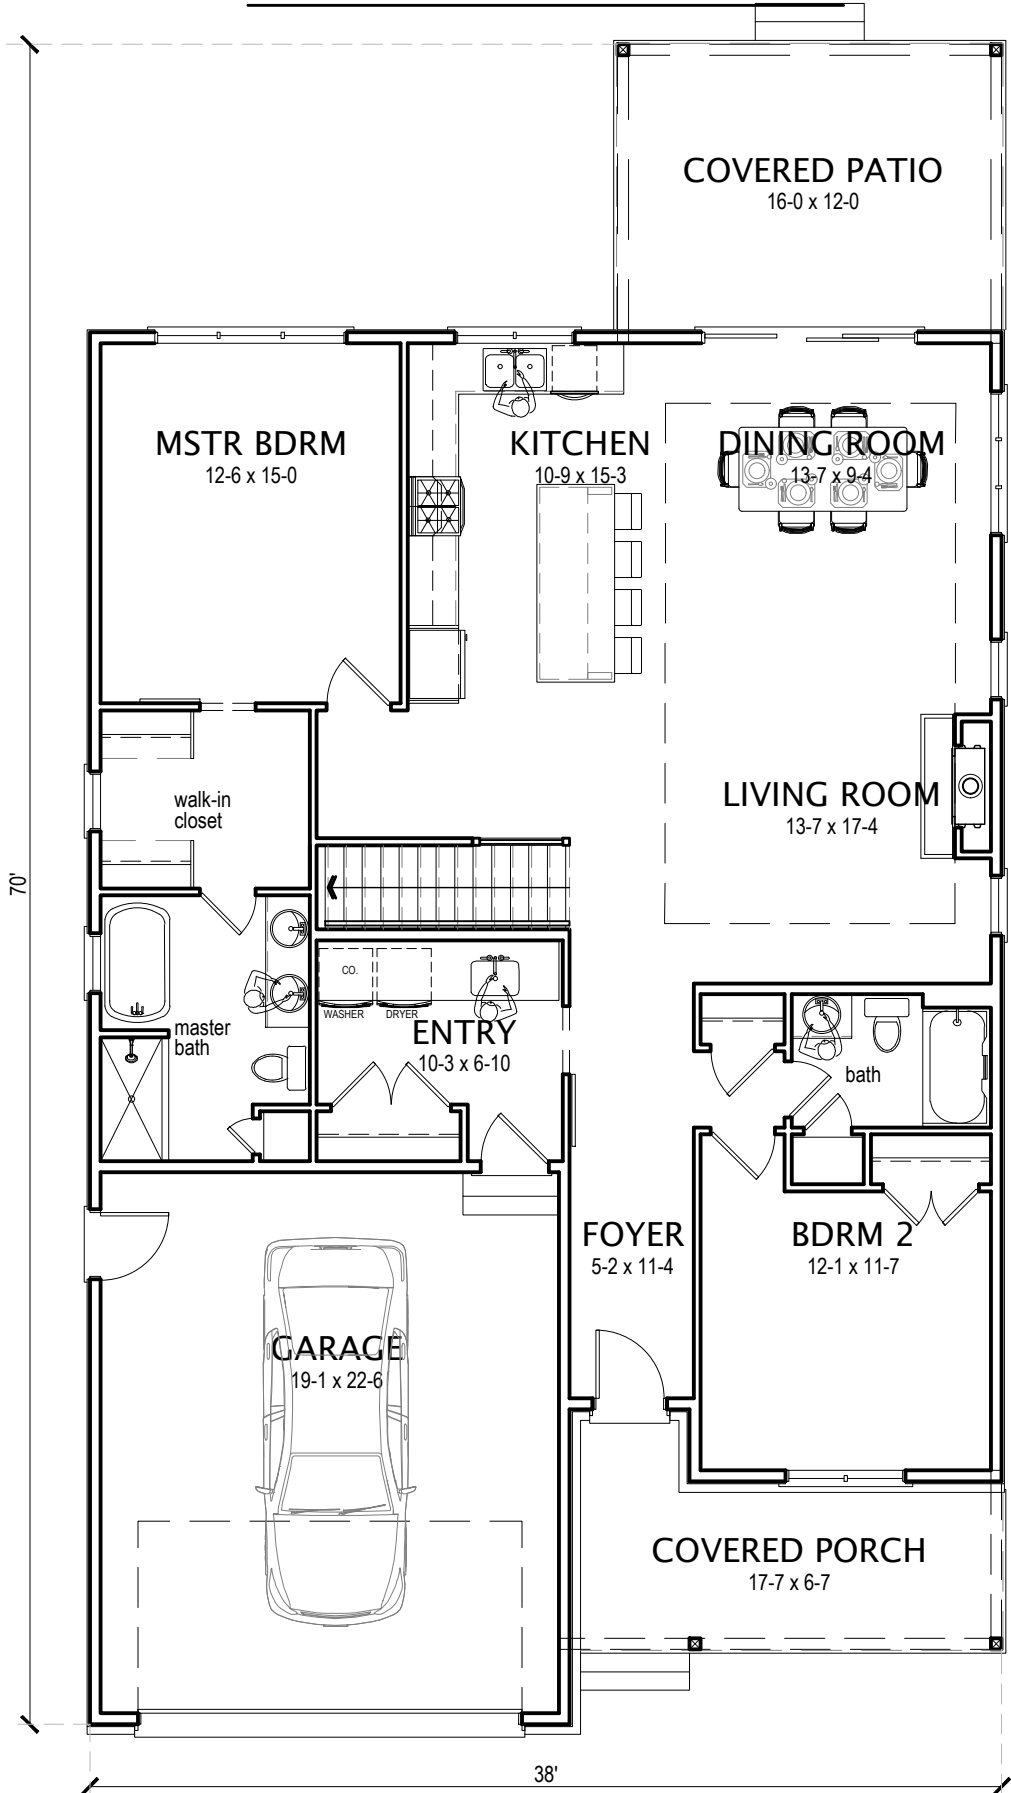 COVERED PATIO
16-0 x 12-0
MSTR BDRM
12-6 x 15-0
KITCHEN
10-9 x 15-3
DINING ROOM
13-7 x 9-4
walk-in
closet
LIVING ROOM
13-7 x 17-4
70'
CO.
WASHER
DRYER
master
bath
ENTRY
10-3 x 6-10
bath
FOYER
5-2 x 11-4
BDRM 2
12-1 x 11-7
GARAGE
19-1 x 22-6
COVERED PORCH
17-7 x 6-7
38'